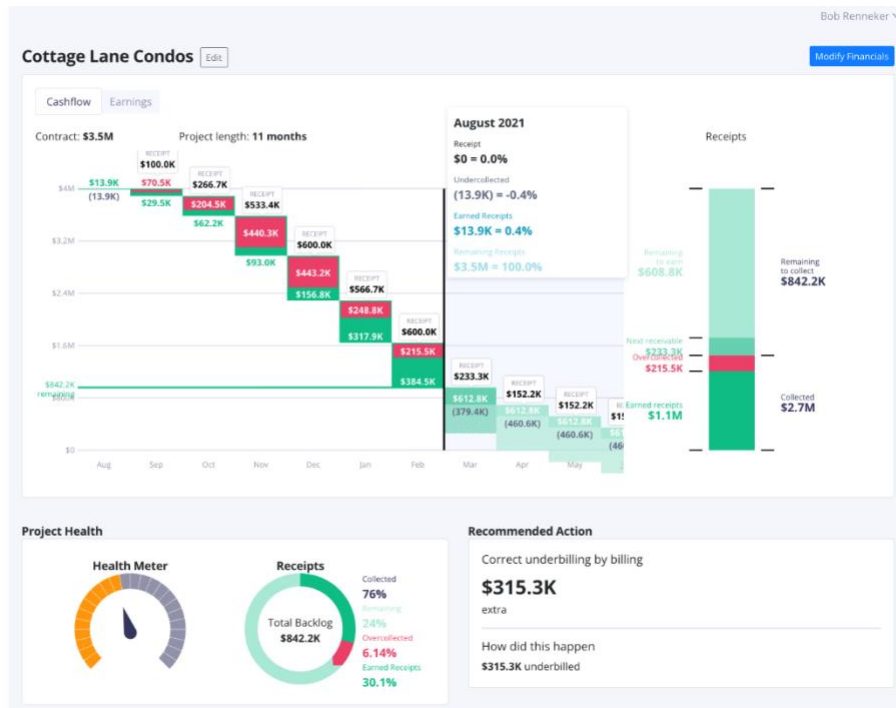 Bob Renneker
Cottage Lane Condos
Edit
Modify Financials
Cashflow
Earnings
Contract: $3.5M
Project length: 11 months
Receipts
August 2021
Receipt
$0 = 0.0%
Undercollected
(13.9K) = -0.4%
Earned Receipts
$13.9K = 0.4%
Remaining Receipts
$3.5M = 100.0%
$4M
$3.2M
$2.4M
$1.6M
$0
$842.2K
remaining
$13.9K
(13.9K)
RECEIPT
$100.0K
$70.5K
$29.5K
RECEIPT
$266.7K
$204.5K
$62.2K
RECEIPT
$533.4K
$440.3K
$93.0K
RECEIPT
$600.0K
$443.2K
$156.8K
RECEIPT
$566.7K
$248.8K
$317.9K
RECEIPT
$600.0K
$215.5K
$384.5K
RECEIPT
$233.3K
$612.8K
(379.4K)
RECEIPT
$152.2K
$612.8K
(460.6K)
RECEIPT
$152.2K
$612.8K
(460.6K)
Aug
Sep
Oct
Nov
Dec
Jan
Feb
Mar
Apr
May
Remaining
to earn
$608.8K
Next receivable
$233.3K
Overcollected
$215.5K
Earned receipts
$1.1M
Remaining
to collect
$842.2K
Collected
$2.7M
Project Health
Health Meter
Receipts
Total Backlog
$842.2K
Collected
76%
Remaining
24%
Overcollected
6.14%
Earned Receipts
30.1%
Recommended Action
Correct underbilling by billing
$315.3K
extra
How did this happen
$315.3K underbilled